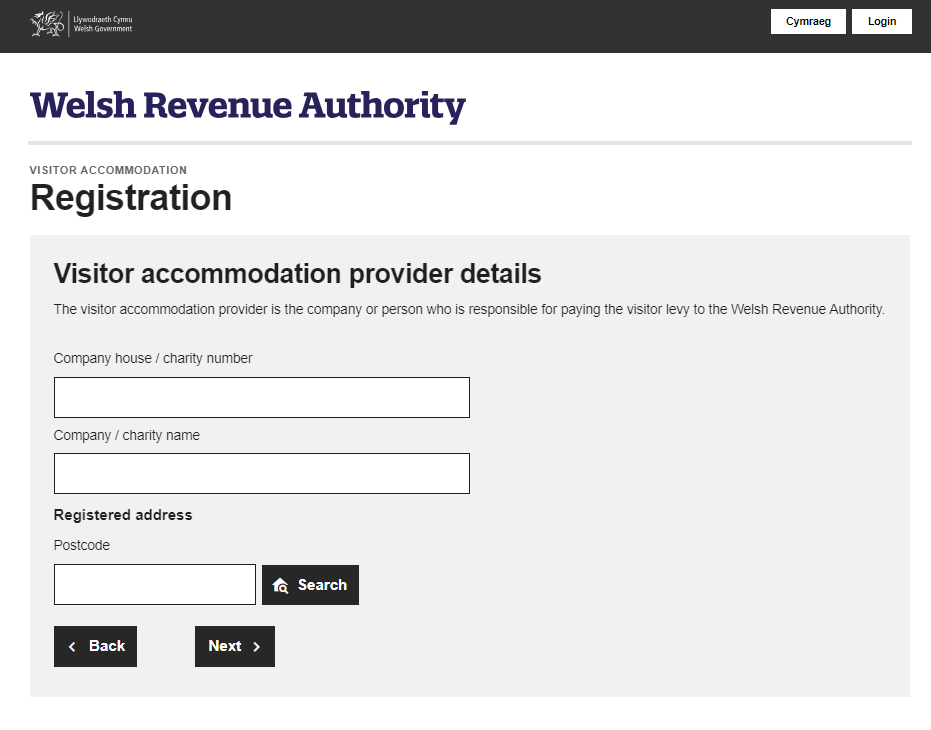 Llywodraeth Cymru
Welsh Government
Cymraeg
Login
Welsh Revenue Authority
VISITOR ACCOMMODATION
Registration
Visitor accommodation provider details
The visitor accommodation provider is the company or person who is responsible for paying the visitor levy to the Welsh Revenue Authority.
Company house / charity number
Company / charity name
Registered address
Postcode
Search
Back
Next